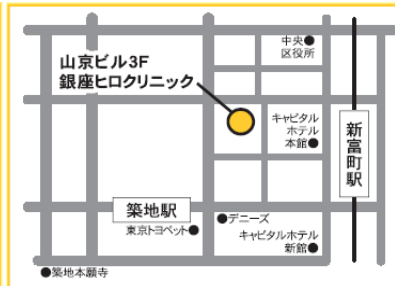 中央
区役所
山京ビル3F
銀座ヒロクリニック
キャピタル
ホテル
本館
新富町駅
築地駅
デニーズ
東京トヨペット
キャピタルホテル
新館
築地本願寺